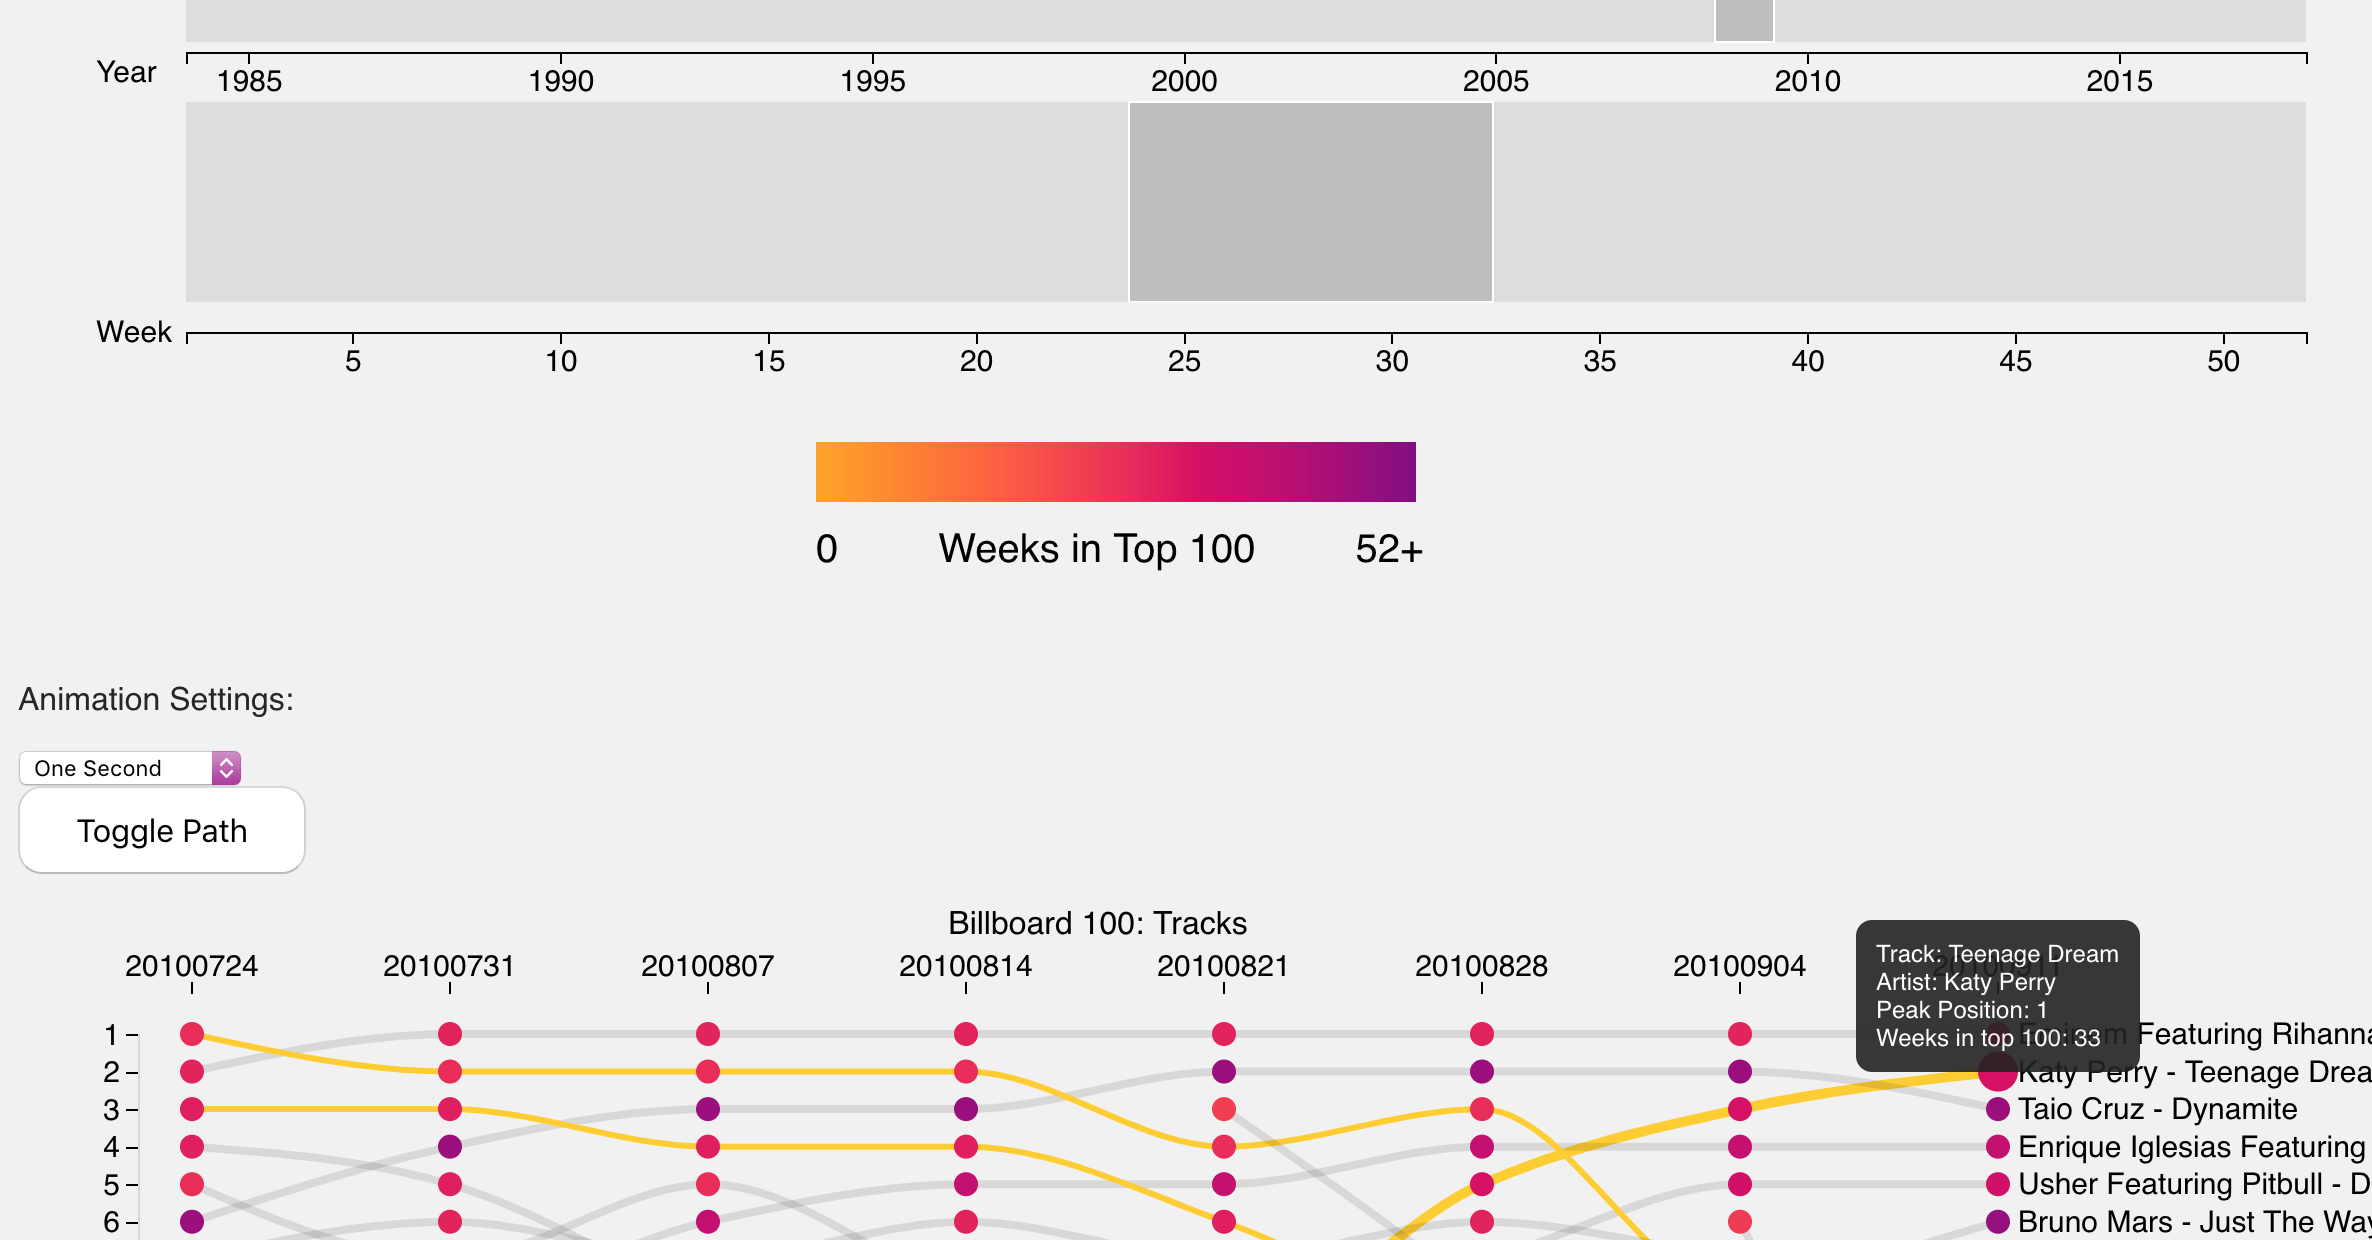 Year
1985 1990 1995 2000 2005 2010 2015
Week
5 10 15 20 25 30 35 40 45 50
0 Weeks in Top 100 52+
Animation Settings:
One Second
Toggle Path
Billboard 100: Tracks
20100724 20100731 20100807 20100814 20100821 20100828 20100904 20100911
Track: Teenage Dream
Artist: Katy Perry
Peak Position: 1
Weeks in top 100: 33
1 Eminem Featuring Rihanna
2 Katy Perry - Teenage Drea
3 Taio Cruz - Dynamite
4 Enrique Iglesias Featuring
5 Usher Featuring Pitbull - D
6 Bruno Mars - Just The Way